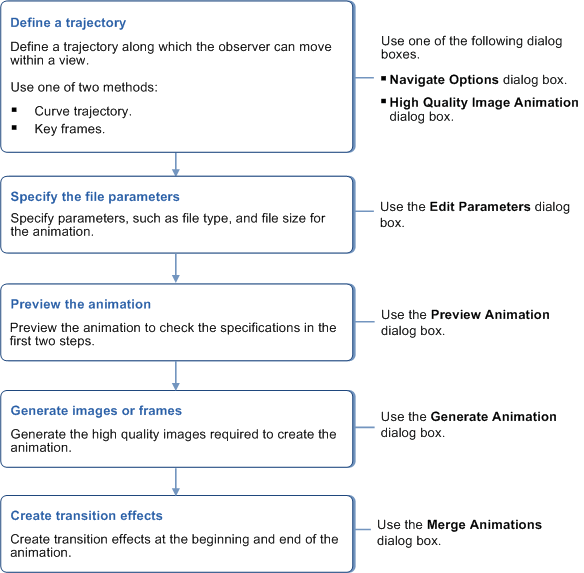 Define a trajectory
Define a trajectory along which the observer can move
within a view.
Use one of two methods:
▪ Curve trajectory.
▪ Key frames.
Use one of the following dialog
boxes.
▪ Navigate Options dialog box.
▪ High Quality Image Animation
dialog box.
Specify the file parameters
Specify parameters, such as file type, and file size for
the animation.
Use the Edit Parameters dialog
box.
Preview the animation
Preview the animation to check the specifications in the
first two steps.
Use the Preview Animation
dialog box.
Generate images or frames
Generate the high quality images required to create the
animation.
Use the Generate Animation
dialog box.
Create transition effects
Create transition effects at the beginning and end of the
animation.
Use the Merge Animations
dialog box.